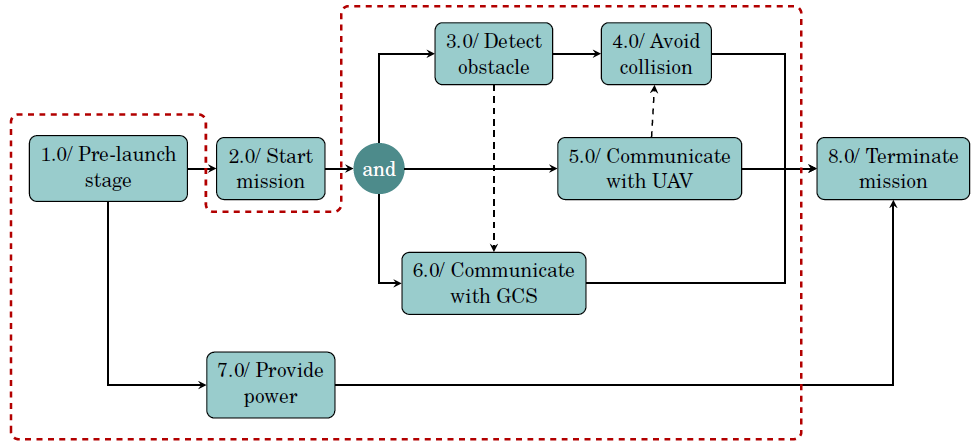 3.0/ Detect
obstacle
4.0/ Avoid
collision
1.0/ Pre-launch
stage
2.0/ Start
mission
and
5.0/ Communicate
with UAV
8.0/ Terminate
mission
6.0/ Communicate
with GCS
7.0/ Provide
power